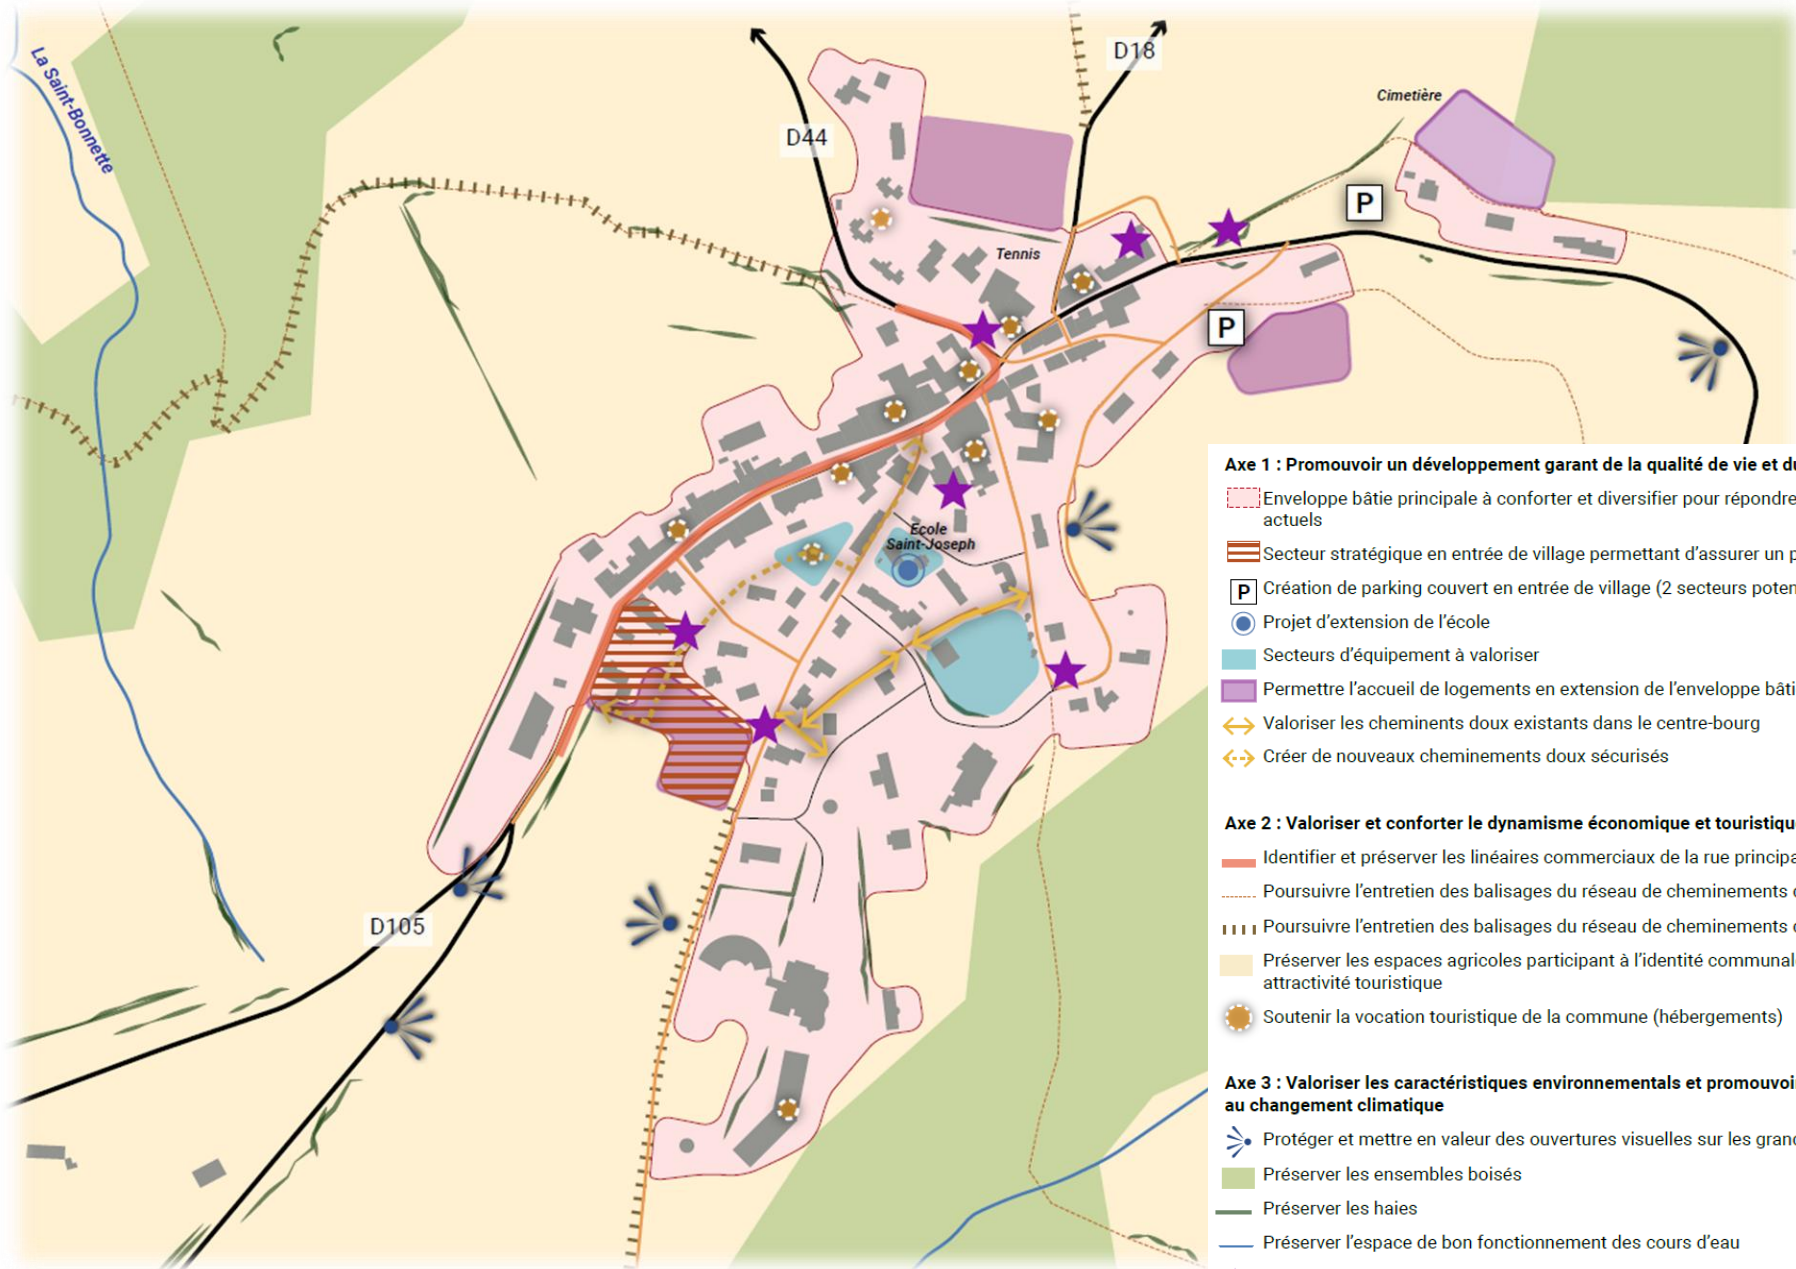 La Saint-Bonnette
D44
D18
Cimetière
P
Tennis
P
Ecole
Saint-Joseph
D105
Axe 1 : Promouvoir un développement garant de la qualité de vie et du
Enveloppe bâtie principale à conforter et diversifier pour répondre
actuels
Secteur stratégique en entrée de village permettant d'assurer un p
P Création de parking couvert en entrée de village (2 secteurs poten
Projet d'extension de l'école
Secteurs d'équipement à valoriser
Permettre l'accueil de logements en extension de l'enveloppe bâti
Valoriser les cheminents doux existants dans le centre-bourg
Créer de nouveaux cheminements doux sécurisés
Axe 2 : Valoriser et conforter le dynamisme économique et touristique
Identifier et préserver les linéaires commerciaux de la rue principa
Poursuivre l'entretien des balisages du réseau de cheminements d
Poursuivre l'entretien des balisages du réseau de cheminements d
Préserver les espaces agricoles participant à l'identité communale
attractivité touristique
Soutenir la vocation touristique de la commune (hébergements)
Axe 3 : Valoriser les caractéristiques environnementals et promouvoir
au changement climatique
Protéger et mettre en valeur des ouvertures visuelles sur les grand
Préserver les ensembles boisés
Préserver les haies
Préserver l'espace de bon fonctionnement des cours d'eau